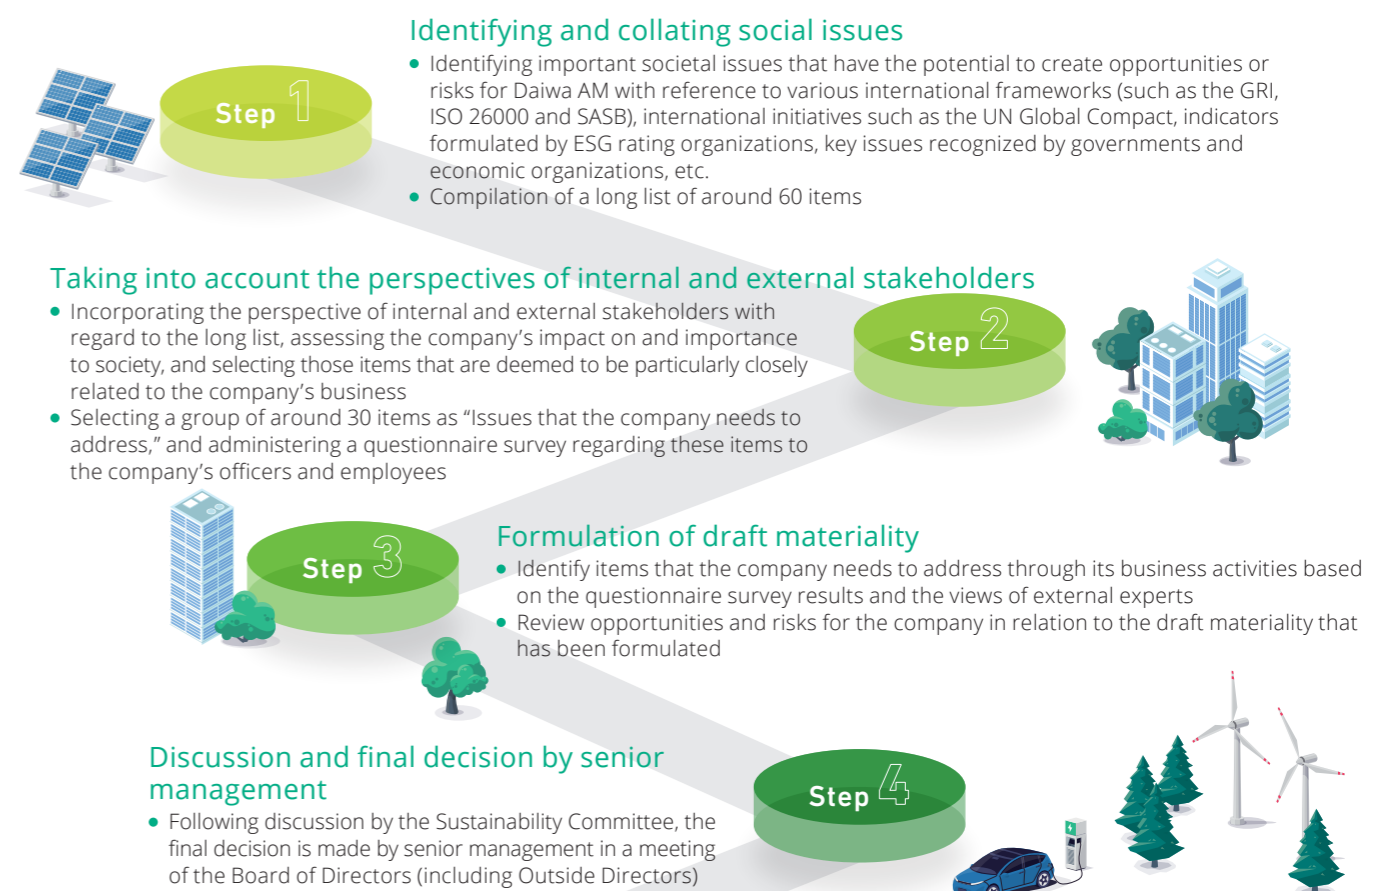 Identifying and collating social issues
• Identifying important societal issues that have the potential to create opportunities or
risks for Daiwa AM with reference to various international frameworks (such as the GRI,
ISO 26000 and SASB), international initiatives such as the UN Global Compact, indicators
formulated by ESG rating organizations, key issues recognized by governments and
economic organizations, etc.
• Compilation of a long list of around 60 items
Step 1
Taking into account the perspectives of internal and external stakeholders
• Incorporating the perspective of internal and external stakeholders with
regard to the long list, assessing the company’s impact on and importance
to society, and selecting those items that are deemed to be particularly closely
related to the company’s business
• Selecting a group of around 30 items as “Issues that the company needs to
address,” and administering a questionnaire survey regarding these items to
the company’s officers and employees
Step 2
Step 3
Formulation of draft materiality
• Identify items that the company needs to address through its business activities based
on the questionnaire survey results and the views of external experts
• Review opportunities and risks for the company in relation to the draft materiality that
has been formulated
Discussion and final decision by senior
management
• Following discussion by the Sustainability Committee, the
final decision is made by senior management in a meeting
of the Board of Directors (including Outside Directors)
Step 4